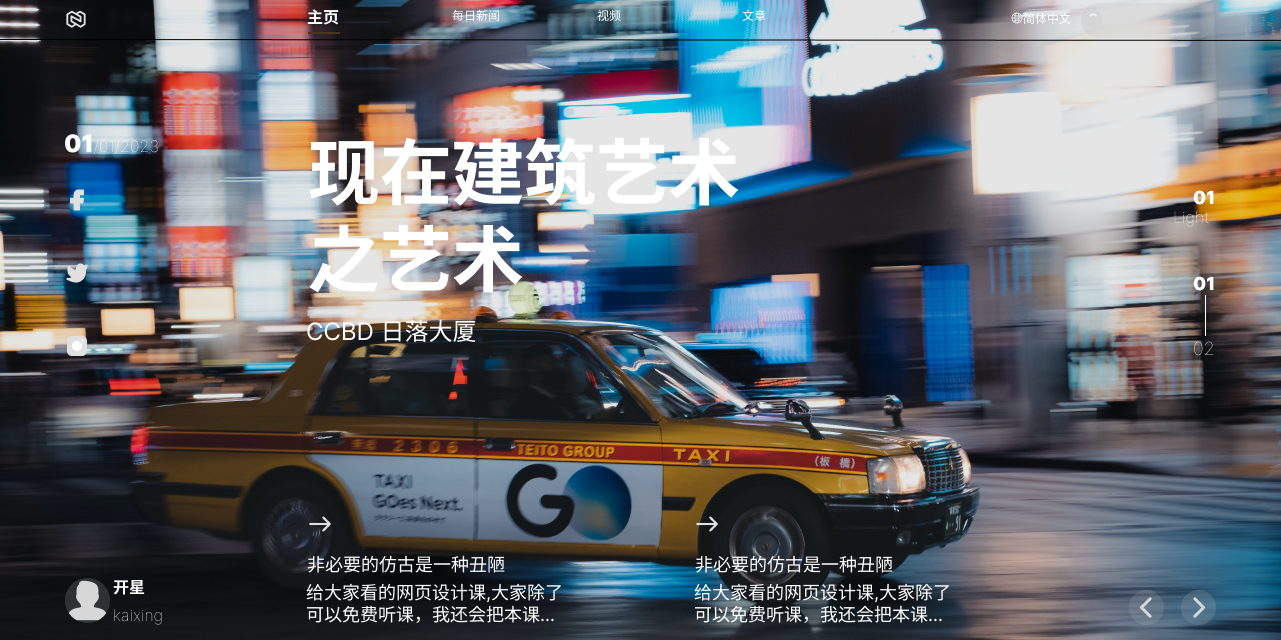 主页
每日新闻
视频
文章
简体中文
01/01/2023
现在建筑艺术
之艺术
CCBD 日落大厦
01
Light
01
02
2306
TEITO GROUP
TAXI
(板 橋)
TAXI
GOes Next.
GO
非必要的仿古是一种丑陋
给大家看的网页设计课,大家除了
可以免费听课，我还会把本课...
非必要的仿古是一种丑陋
给大家看的网页设计课,大家除了
可以免费听课，我还会把本课...
开星
kaixing